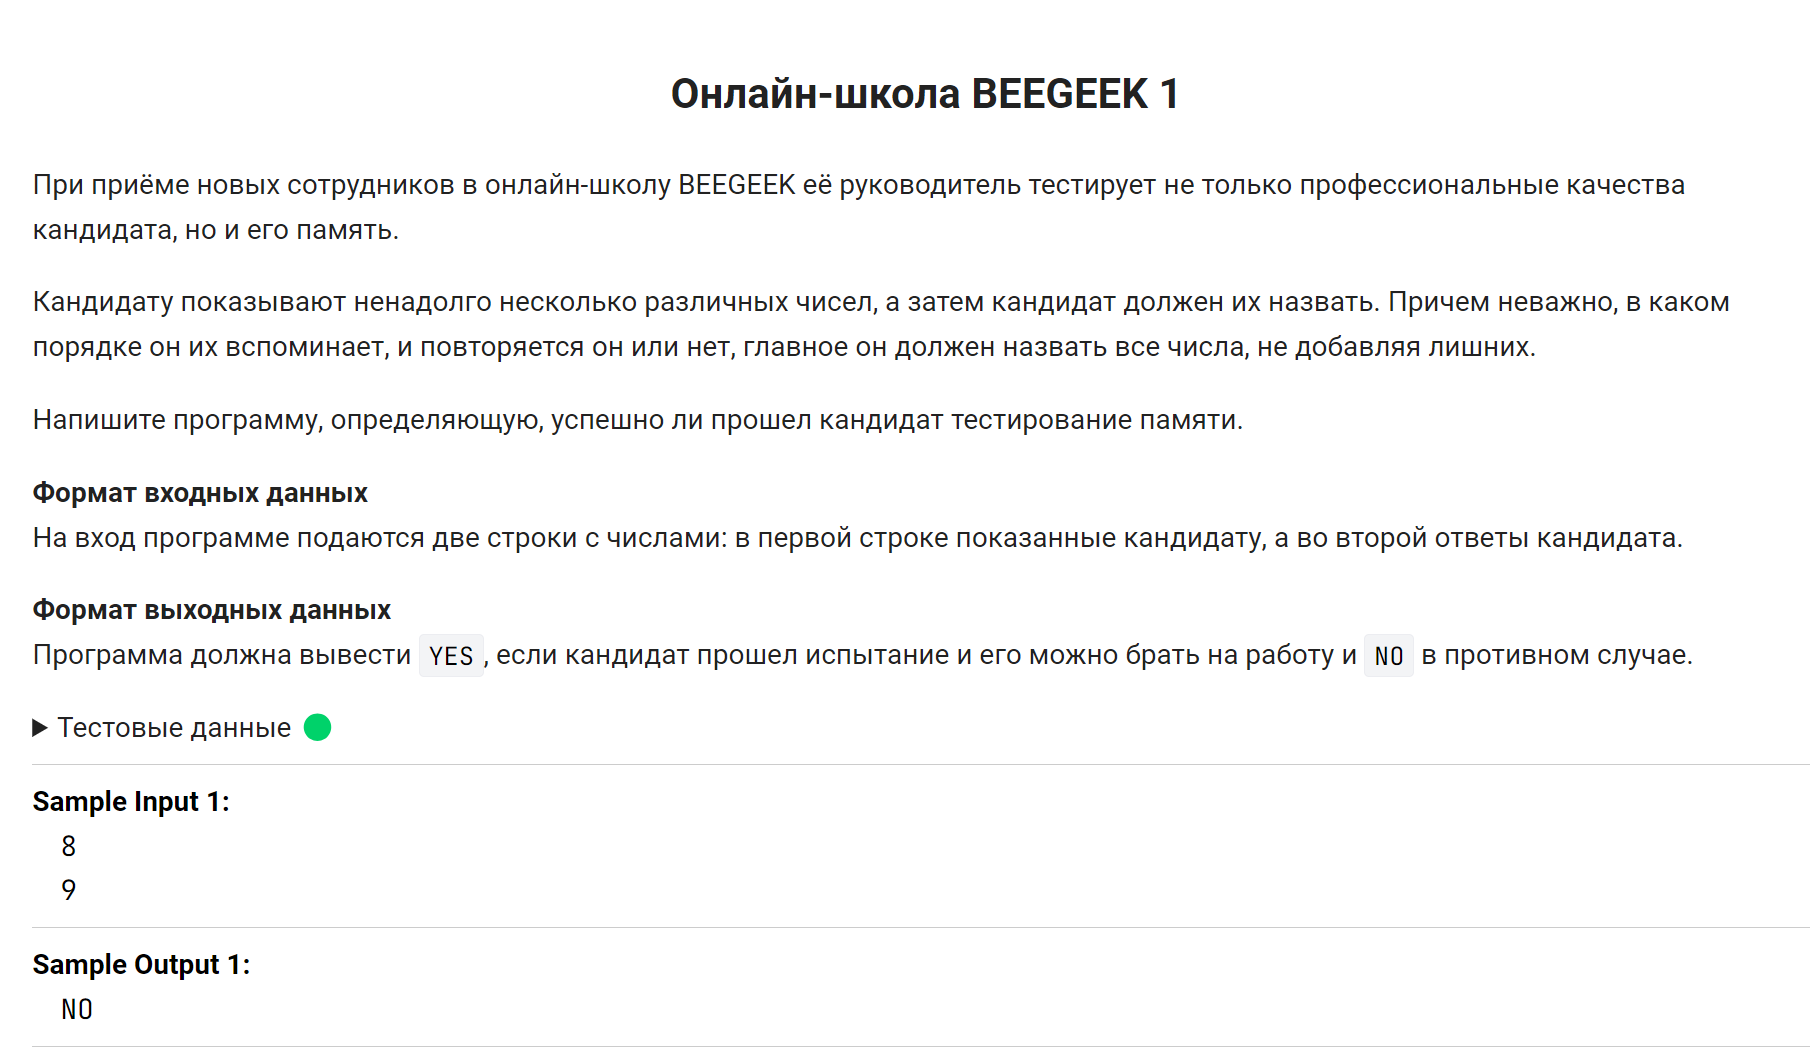 Онлайн-школа BEEGEEK 1
При приёме новых сотрудников в онлайн-школу BEEGEEK её руководитель тестирует не только профессиональные качества
кандидата, но и его память.
Кандидату показывают ненадолго несколько различных чисел, а затем кандидат должен их назвать. Причем неважно, в каком
порядке он их вспоминает, и повторяется он или нет, главное он должен назвать все числа, не добавляя лишних.
Напишите программу, определяющую, успешно ли прошел кандидат тестирование памяти.
Формат входных данных
На вход программе подаются две строки с числами: в первой строке показанные кандидату, а во второй ответы кандидата.
Формат выходных данных
Программа должна вывести YES, если кандидат прошел испытание и его можно брать на работу и NO в противном случае.
Тестовые данные
Sample Input 1:
8
9
Sample Output 1:
NO